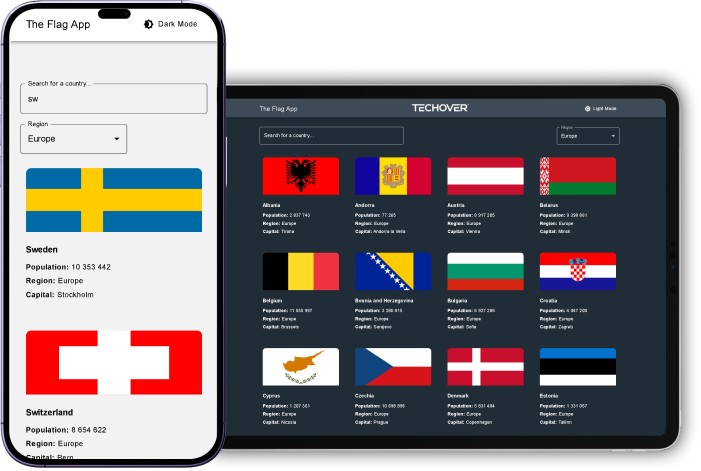 The Flag App
Dark Mode
Search for a country...
sw
Region
Europe
Sweden
Population: 10 353 442
Region: Europe
Capital: Stockholm
Switzerland
Population: 8 654 622
Region: Europe
Capital: Bern
The Flag App
TECHOVER
Light Mode
Search for a country...
Region
Europe
Albania
Population: 2 837 743
Region: Europe
Capital: Tirana
Andorra
Population: 77 265
Region: Europe
Capital: Andorra la Vella
Austria
Population: 8 917 205
Region: Europe
Capital: Vienna
Belarus
Population: 9 398 861
Region: Europe
Capital: Minsk
Belgium
Population: 11 555 997
Region: Europe
Capital: Brussels
Bosnia and Herzegovina
Population: 3 280 815
Region: Europe
Capital: Sarajevo
Bulgaria
Population: 6 927 288
Region: Europe
Capital: Sofia
Croatia
Population: 4 047 200
Region: Europe
Capital: Zagreb
Cyprus
Population: 1 207 361
Region: Europe
Capital: Nicosia
Czechia
Population: 10 698 896
Region: Europe
Capital: Prague
Denmark
Population: 5 831 404
Region: Europe
Capital: Copenhagen
Estonia
Population: 1 331 057
Region: Europe
Capital: Tallinn